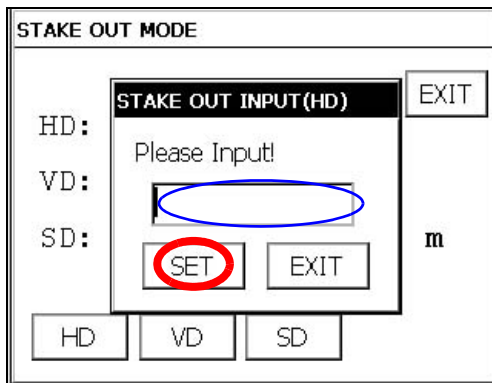 STAKE OUT MODE
STAKE OUT INPUT(HD)
EXIT
HD:
Please Input!
VD:
SD:
m
SET
EXIT
HD
VD
SD